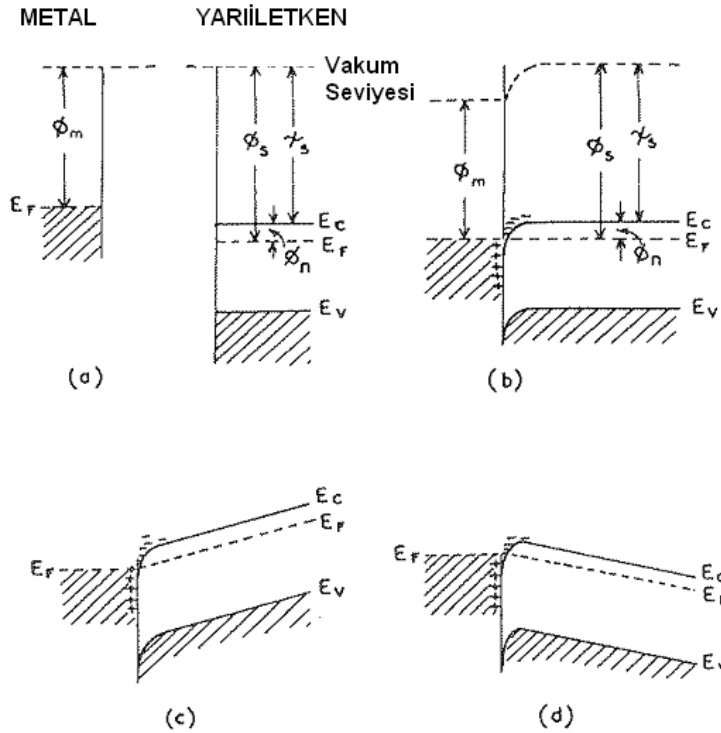 METAL YARIİLETKEN
Vakum
Seviyesi
ϕm
ϕs
χs
EF
EC
EF
ϕn
EV
(a)
ϕm
ϕs
χs
EC
EF
ϕn
EV
(b)
EF
EC
EF
EV
(c)
EF
(d)